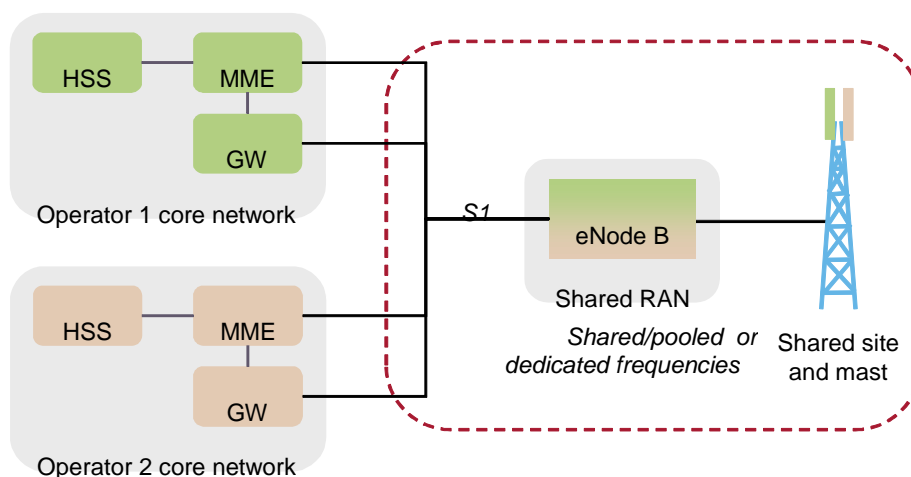 HSS
MME
GW
Operator 1 core network
HSS
MME
GW
Operator 2 core network
S1
eNode B
Shared RAN
Shared/pooled or
dedicated frequencies
Shared site
and mast